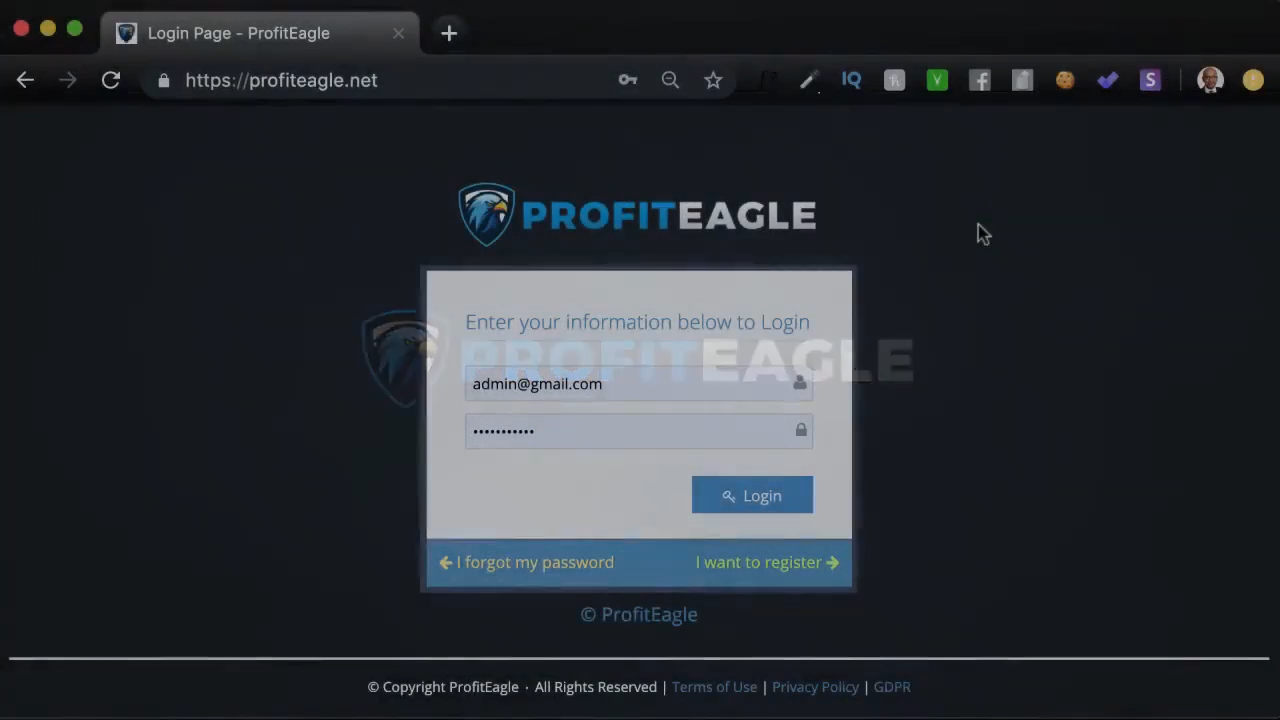 Login Page - ProfitEagle
https://profiteagle.net
IQ
PROFITEAGLE
Enter your information below to Login
PROFITEAGLE
admin@gmail.com
•••••••••••
Login
I forgot my password
I want to register
© ProfitEagle
© Copyright ProfitEagle · All Rights Reserved | Terms of Use | Privacy Policy | GDPR